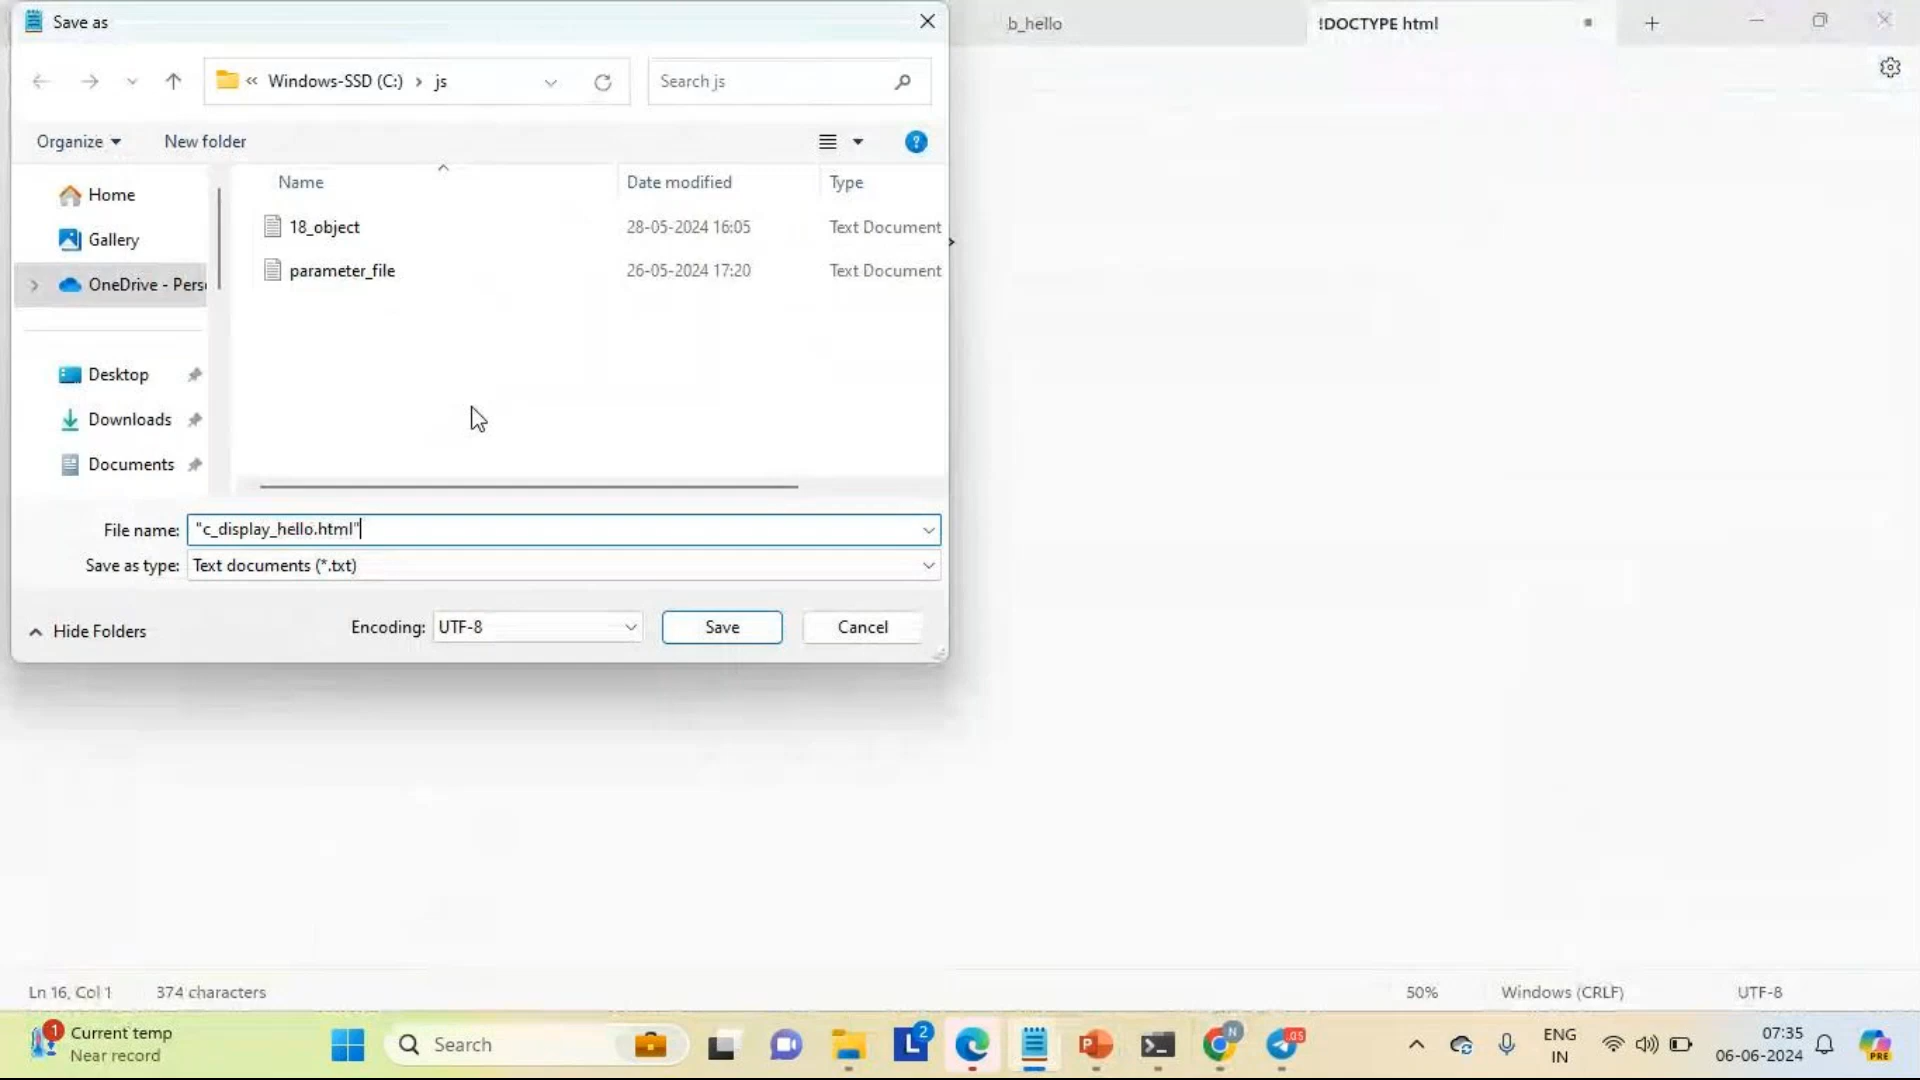 Save as
b_hello
!DOCTYPE html
« Windows-SSD (C:) › js
Search js
Organize
New folder
Name
Date modified
Type
Home
18_object
28-05-2024 16:05
Text Document
Gallery
parameter_file
26-05-2024 17:20
Text Document
OneDrive - Pers
Desktop
Downloads
Documents
File name: "c_display_hello.html"
Save as type: Text documents (*.txt)
Hide Folders
Encoding: UTF-8
Save
Cancel
Ln 16, Col 1
374 characters
50%
Windows (CRLF)
UTF-8
1
Current temp
Near record
Search
L
2
P
N
.05
ENG
IN
07:35
06-06-2024
PRE